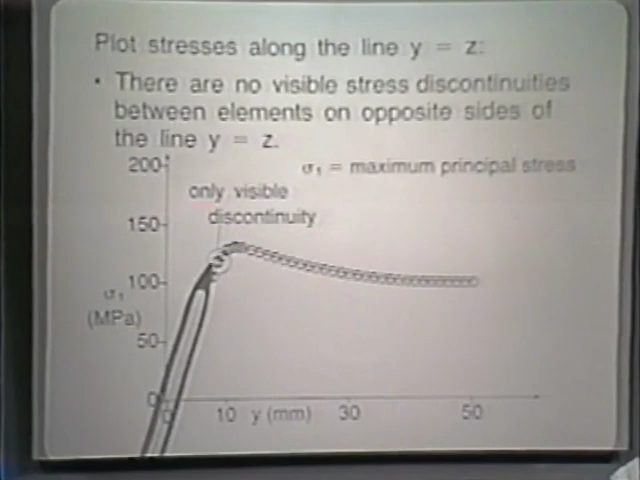 Plot stresses along the line y = z:
• There are no visible stress discontinuities
between elements on opposite sides of
the line y = z.
200
σ₁ = maximum principal stress
only visible
discontinuity
150
σ₁ 100
(MPa)
50
0
0 10 y (mm) 30 50